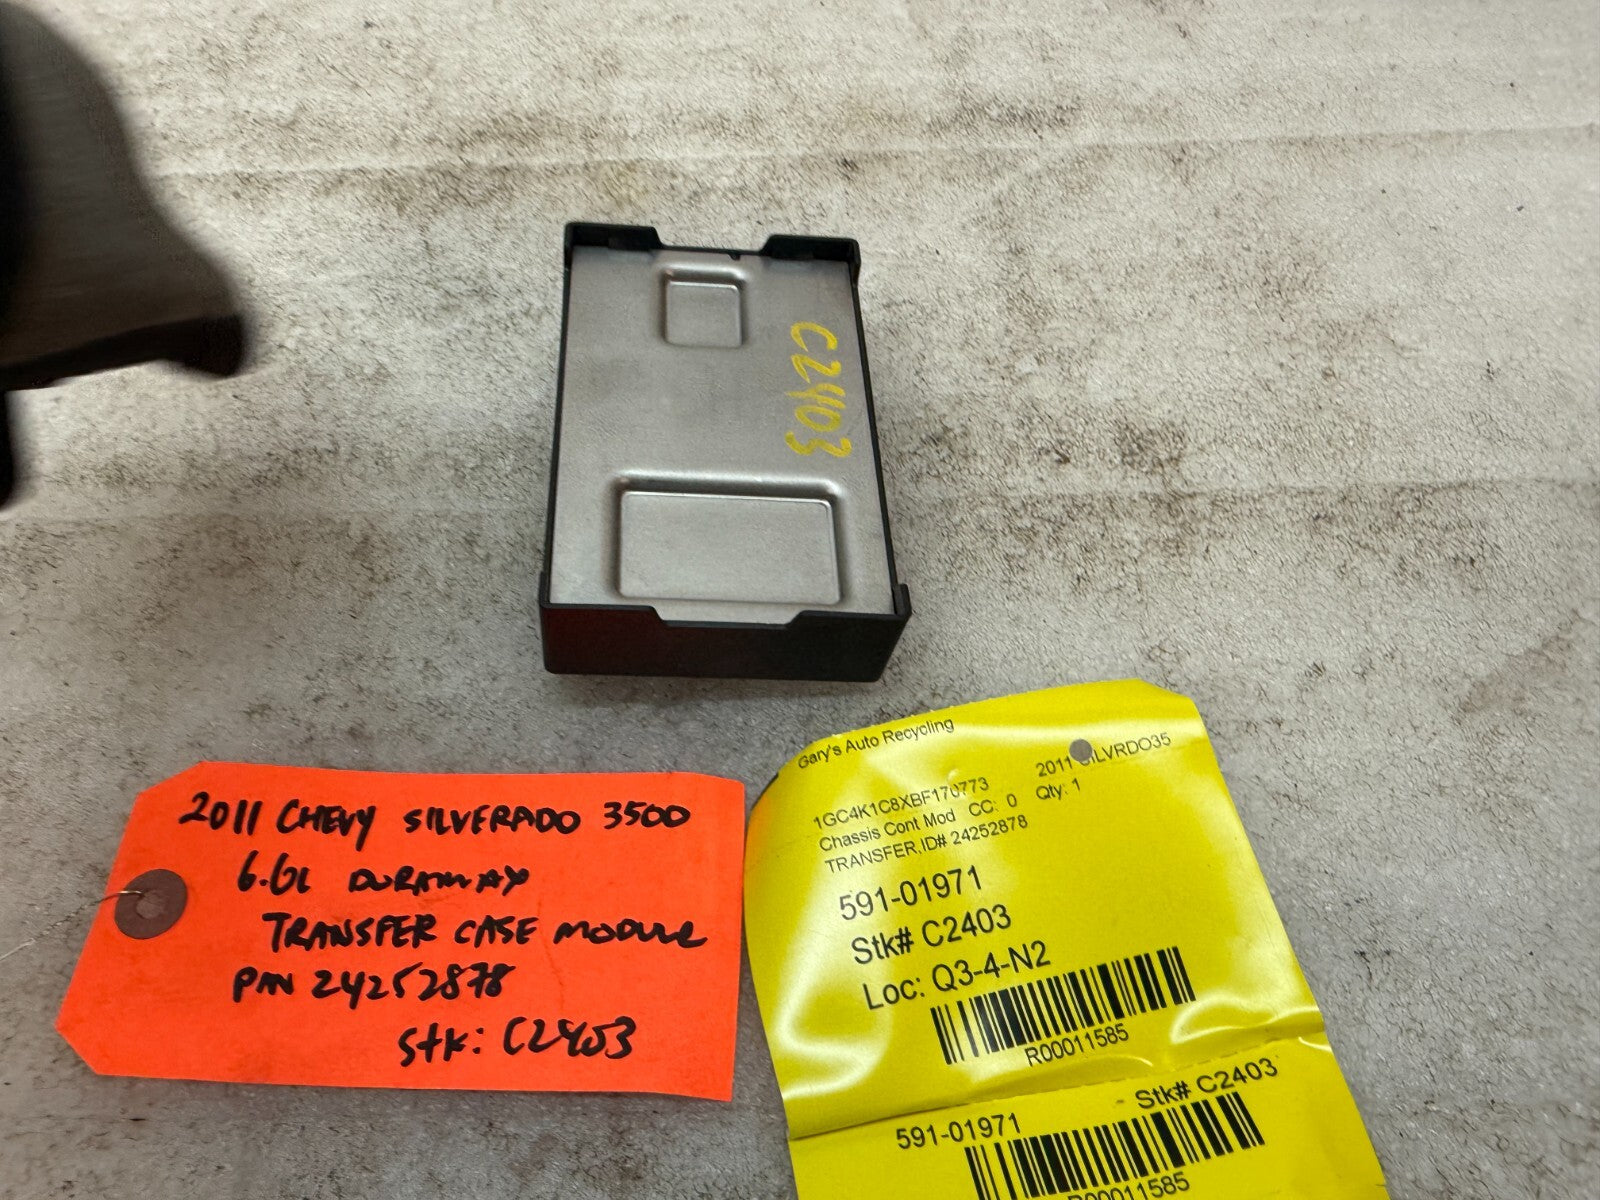 C2403
2011 CHEVY SILVERADO 3500
6.6L DURAMAX
TRANSFER CASE MODULE
P/N 24252878
Stk: C2403
Gary's Auto Recycling
1GC4K1C8XBF170773 2011 SILVRDO35
Chassis Cont Mod CC: 0 Qty: 1
TRANSFER,ID# 24252878
591-01971
Stk# C2403
Loc: Q3-4-N2
R00011585
591-01971 Stk# C2403
R00011585